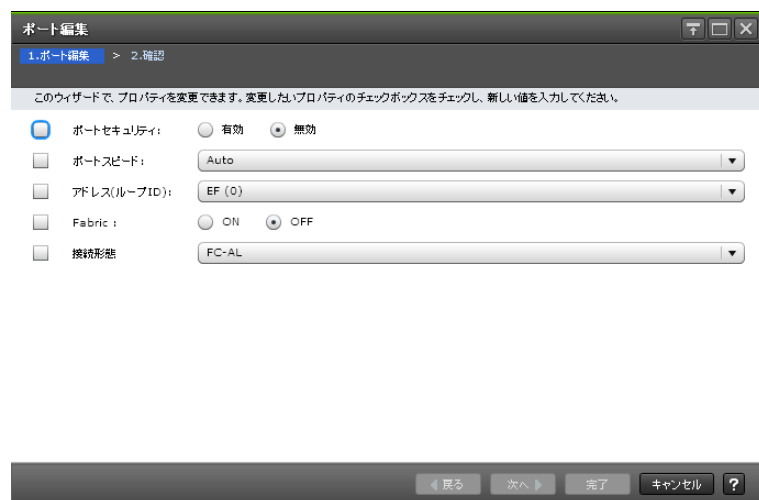 ポート編集
1.ポート編集 > 2.確認
このウィザードで、プロパティを変更できます。変更したいプロパティのチェックボックスをチェックし、新しい値を入力してください。
ポートセキュリティ: 有効 無効
ポートスピード: Auto
アドレス(ループID): EF (0)
Fabric : ON OFF
接続形態 FC-AL
戻る 次へ 完了 キャンセル ?